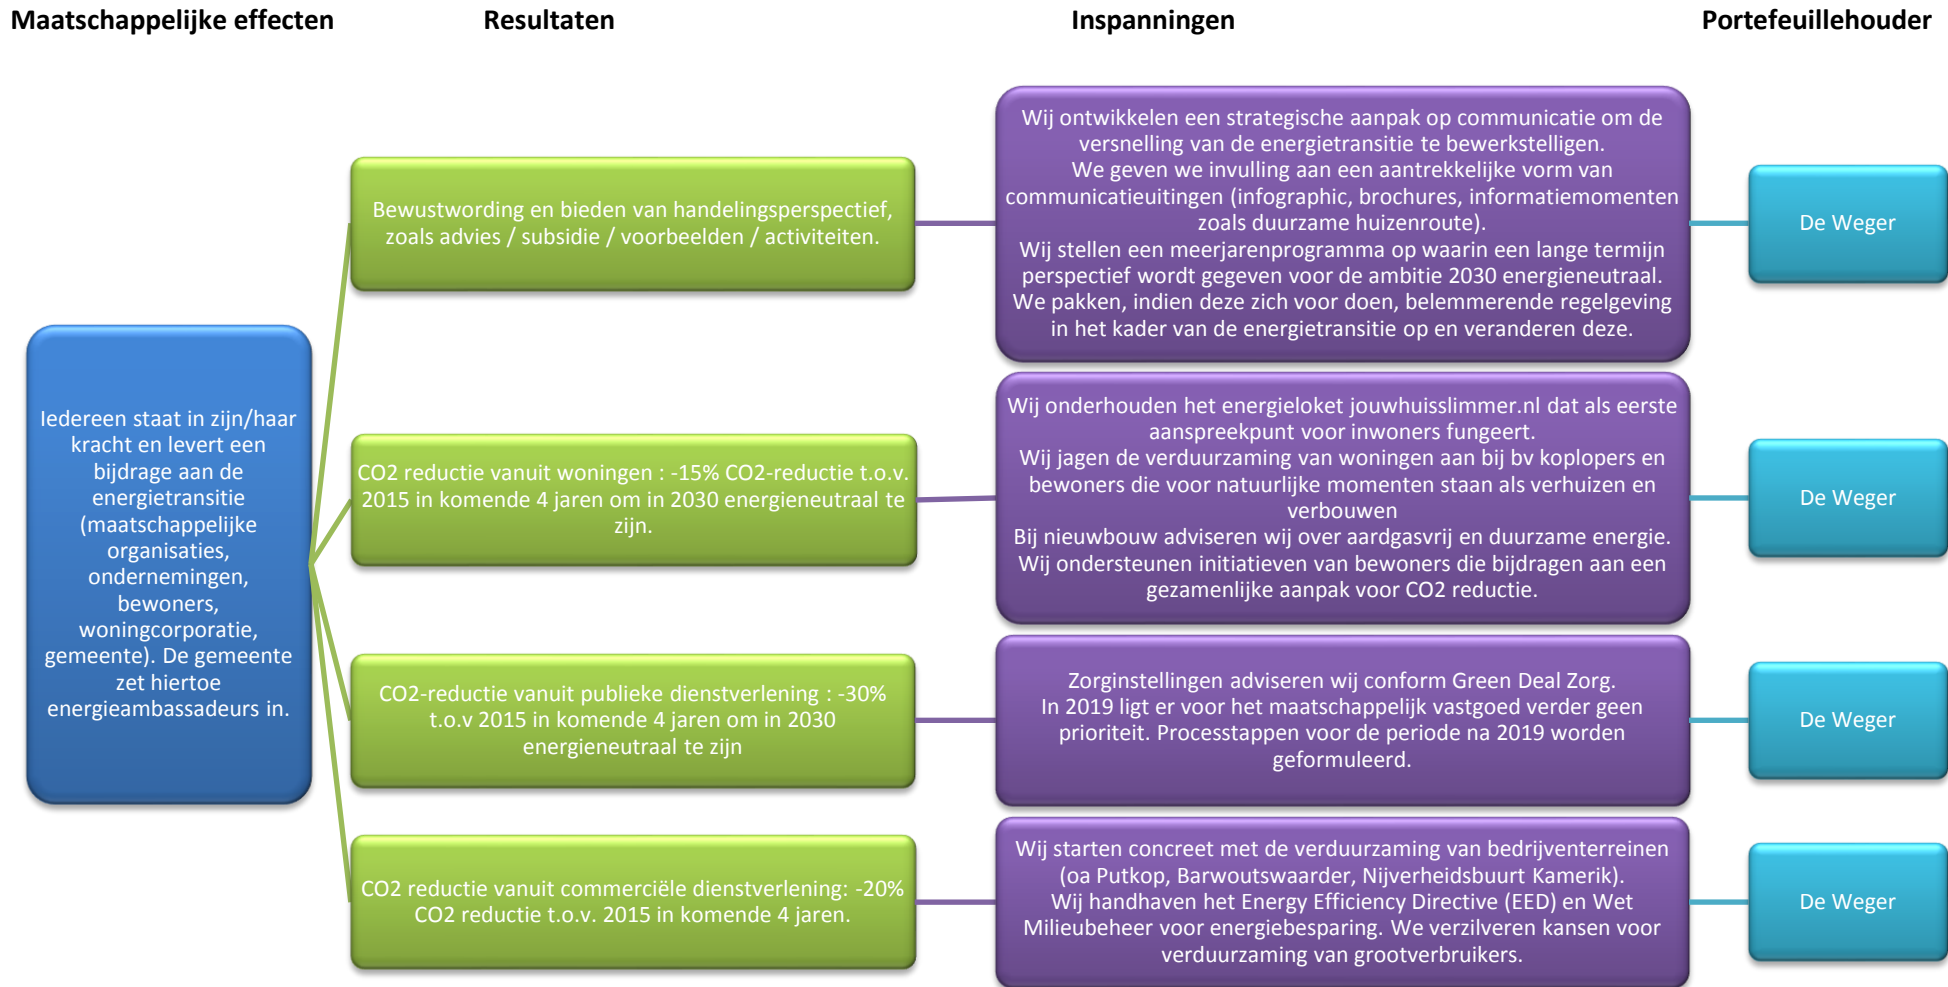 Maatschappelijke effecten
Resultaten
Inspanningen
Portefeuillehouder
Iedereen staat in zijn/haar
kracht en levert een
bijdrage aan de
energietransitie
(maatschappelijke
organisaties,
ondernemingen,
bewoners,
woningcorporatie,
gemeente). De gemeente
zet hiertoe
energieambassadeurs in.
Bewustwording en bieden van handelingsperspectief,
zoals advies / subsidie / voorbeelden / activiteiten.
Wij ontwikkelen een strategische aanpak op communicatie om de
versnelling van de energietransitie te bewerkstelligen.
We geven we invulling aan een aantrekkelijke vorm van
communicatieuitingen (infographic, brochures, informatiemomenten
zoals duurzame huizenroute).
Wij stellen een meerjarenprogramma op waarin een lange termijn
perspectief wordt gegeven voor de ambitie 2030 energieneutraal.
We pakken, indien deze zich voor doen, belemmerende regelgeving
in het kader van de energietransitie op en veranderen deze.
De Weger
CO2 reductie vanuit woningen : -15% CO2-reductie t.o.v.
2015 in komende 4 jaren om in 2030 energieneutraal te
zijn.
Wij onderhouden het energieloket jouwhuisslimmer.nl dat als eerste
aanspreekpunt voor inwoners fungeert.
Wij jagen de verduurzaming van woningen aan bij bv koplopers en
bewoners die voor natuurlijke momenten staan als verhuizen en
verbouwen
Bij nieuwbouw adviseren wij over aardgasvrij en duurzame energie.
Wij ondersteunen initiatieven van bewoners die bijdragen aan een
gezamenlijke aanpak voor CO2 reductie.
De Weger
CO2-reductie vanuit publieke dienstverlening : -30%
t.o.v 2015 in komende 4 jaren om in 2030
energieneutraal te zijn
Zorginstellingen adviseren wij conform Green Deal Zorg.
In 2019 ligt er voor het maatschappelijk vastgoed verder geen
prioriteit. Processtappen voor de periode na 2019 worden
geformuleerd.
De Weger
CO2 reductie vanuit commerciële dienstverlening: -20%
CO2 reductie t.o.v. 2015 in komende 4 jaren.
Wij starten concreet met de verduurzaming van bedrijventerreinen
(oa Putkop, Barwoutswaarder, Nijverheidsbuurt Kamerik).
Wij handhaven het Energy Efficiency Directive (EED) en Wet
Milieubeheer voor energiebesparing. We verzilveren kansen voor
verduurzaming van grootverbruikers.
De Weger